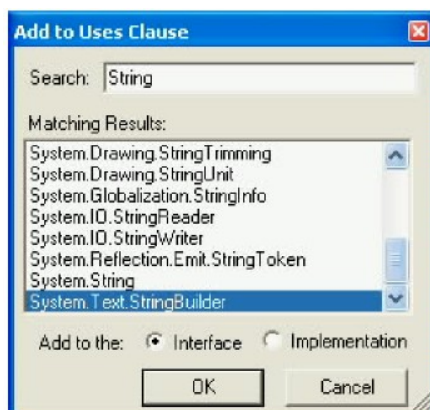 Add to Uses Clause
Search: String
Matching Results:
System.Drawing.StringTrimming
System.Drawing.StringUnit
System.Globalization.StringInfo
System.IO.StringReader
System.IO.StringWriter
System.Reflection.Emit.StringToken
System.String
System.Text.StringBuilder
Add to the: Interface Implementation
OK Cancel